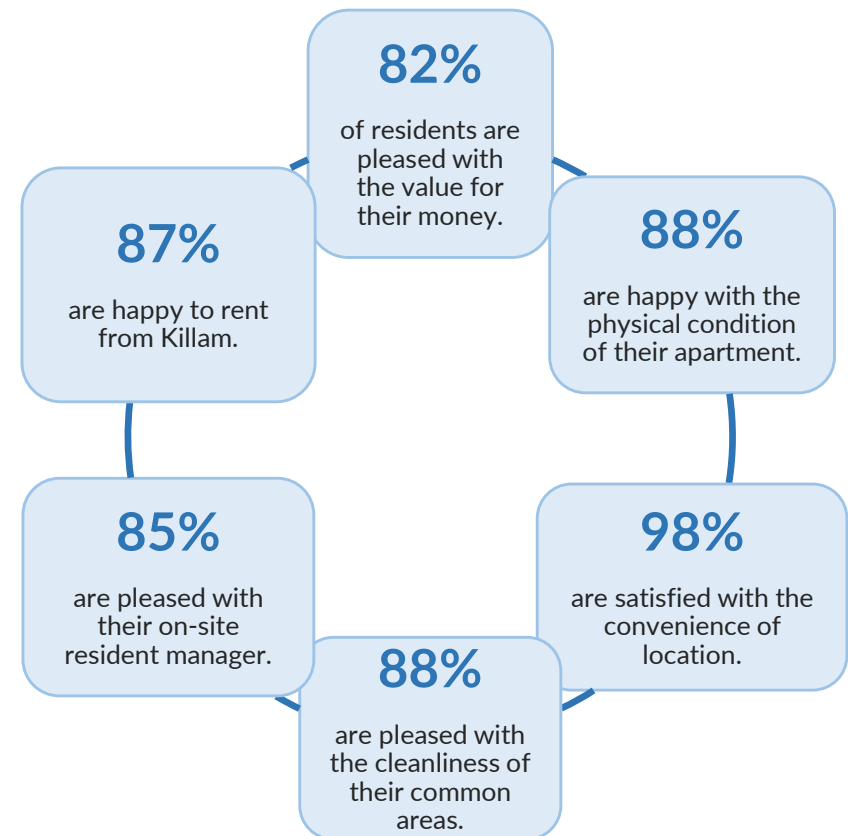 82%
of residents are
pleased with
the value for
their money.
88%
are happy with the
physical condition
of their apartment.
98%
are satisfied with the
convenience of
location.
88%
are pleased with
the cleanliness of
their common
areas.
85%
are pleased with
their on-site
resident manager.
87%
are happy to rent
from Killam.